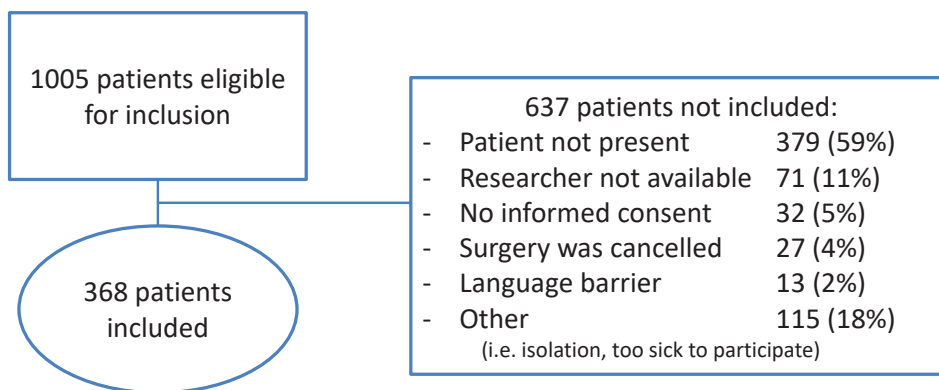 1005 patients eligible
for inclusion
637 patients not included:
- Patient not present 379 (59%)
- Researcher not available 71 (11%)
- No informed consent 32 (5%)
- Surgery was cancelled 27 (4%)
- Language barrier 13 (2%)
- Other 115 (18%)
(i.e. isolation, too sick to participate)
368 patients
included